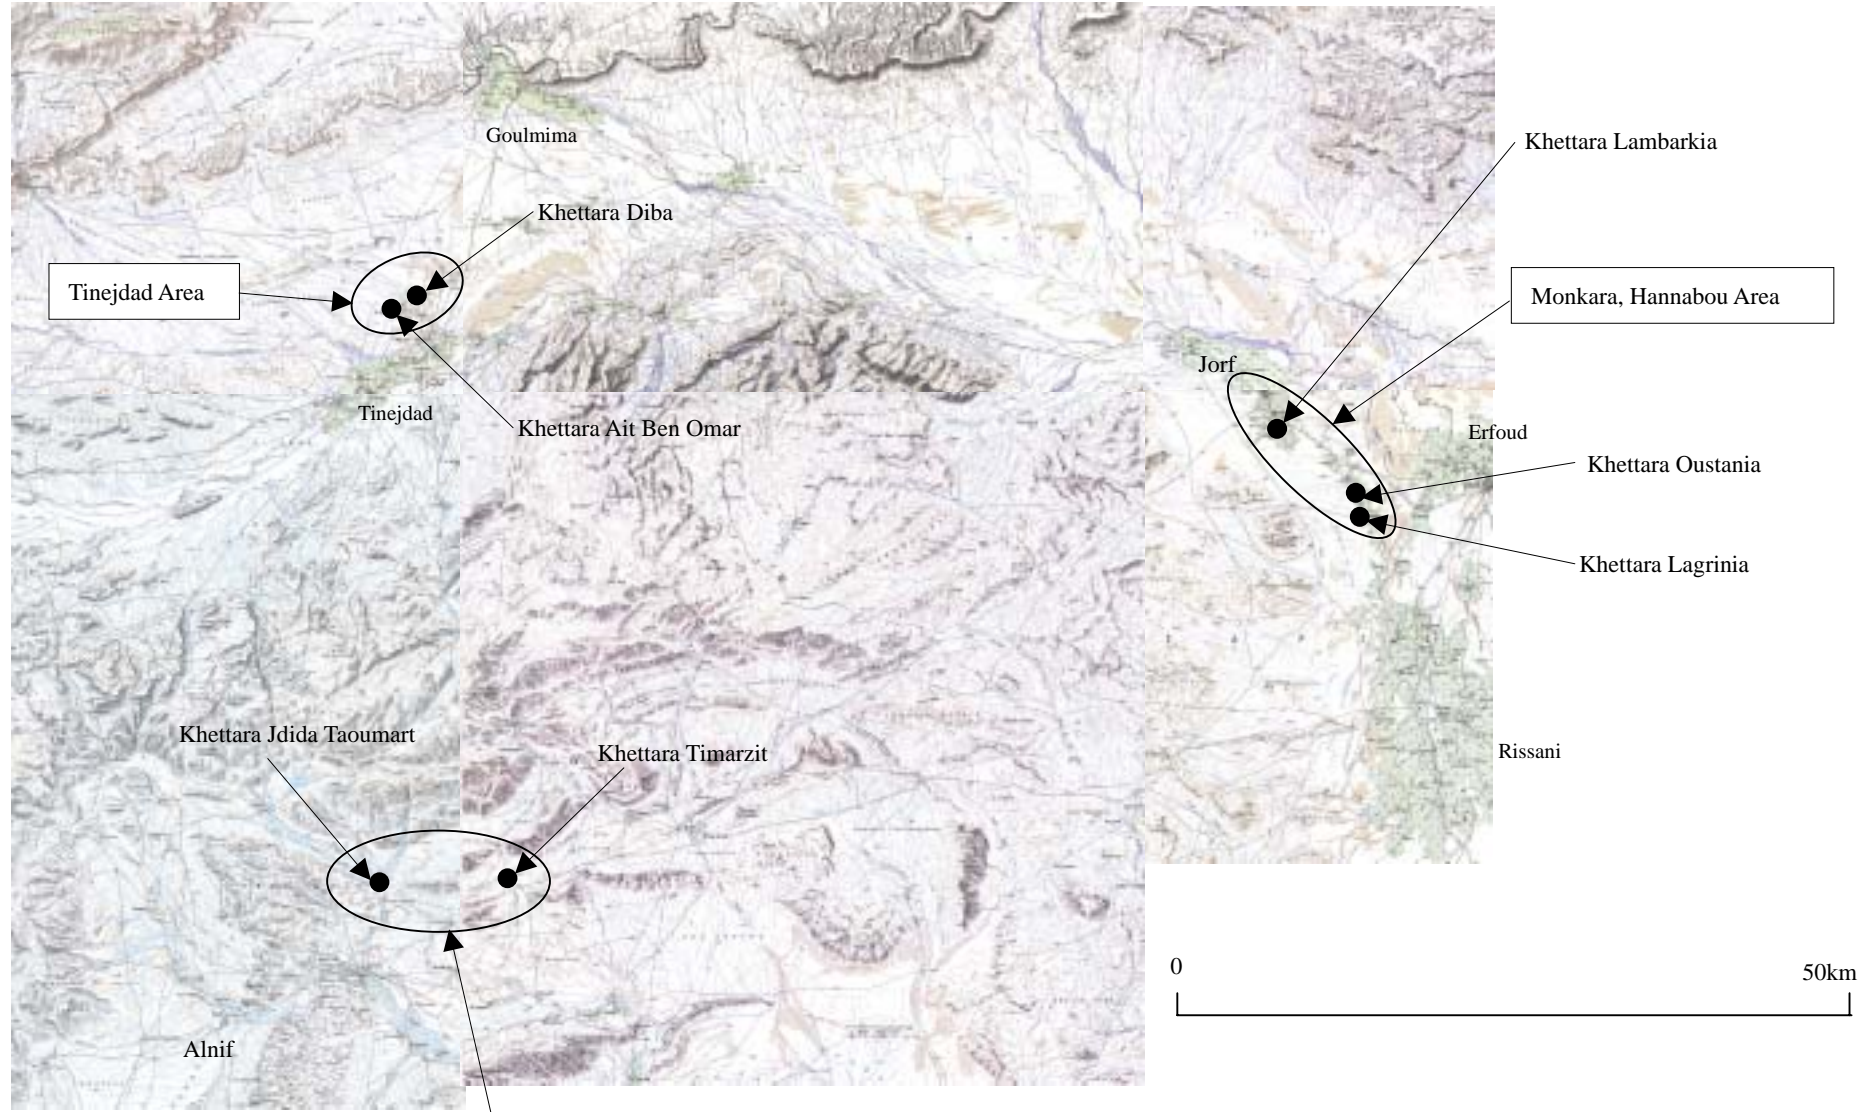 Goulmima
Khettara Lambarkia
Khettara Diba
Tinejdad Area
Monkara, Hannabou Area
Jorf
Tinejdad
Khettara Ait Ben Omar
Erfoud
Khettara Oustania
Khettara Lagrinia
Khettara Jdida Taoumart
Khettara Timarzit
Rissani
0
50km
Alnif